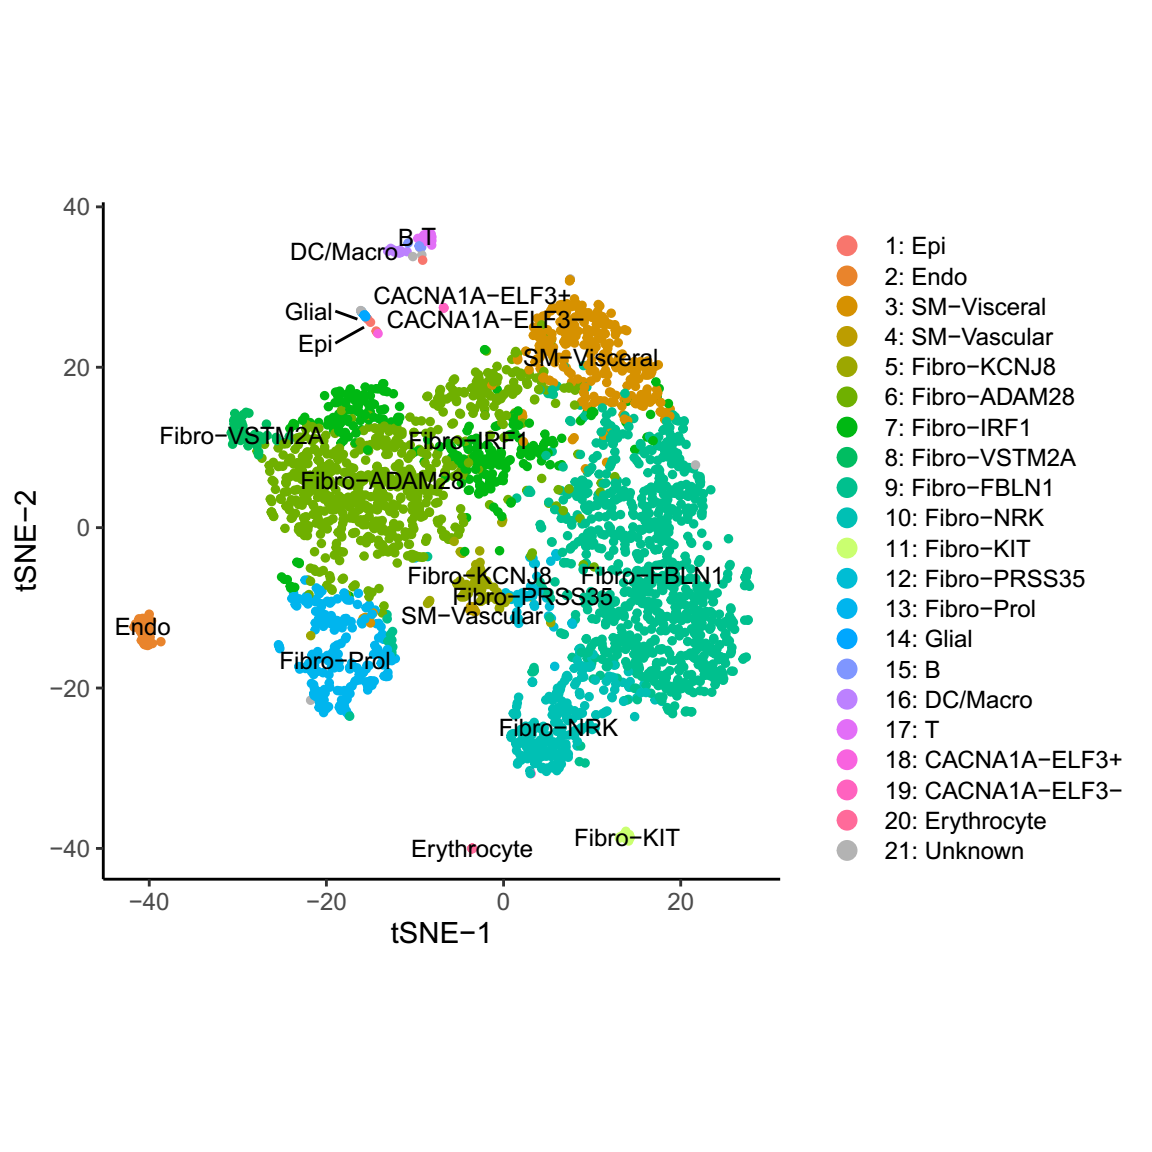 40
20
0
−20
−40
−40
−20
0
20
tSNE−1
tSNE−2
B
T
DC/Macro
CACNA1A−ELF3+
Glial
CACNA1A−ELF3−
Epi
SM−Visceral
Fibro−VSTM2A
Fibro−IRF1
Fibro−ADAM28
Fibro−KCNJ8
Fibro−FBLN1
Fibro−PRSS35
SM−Vascular
Endo
Fibro−Prol
Fibro−NRK
Fibro−KIT
Erythrocyte
1: Epi
2: Endo
3: SM−Visceral
4: SM−Vascular
5: Fibro−KCNJ8
6: Fibro−ADAM28
7: Fibro−IRF1
8: Fibro−VSTM2A
9: Fibro−FBLN1
10: Fibro−NRK
11: Fibro−KIT
12: Fibro−PRSS35
13: Fibro−Prol
14: Glial
15: B
16: DC/Macro
17: T
18: CACNA1A−ELF3+
19: CACNA1A−ELF3−
20: Erythrocyte
21: Unknown